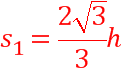 s₁ = 2√3/3 h